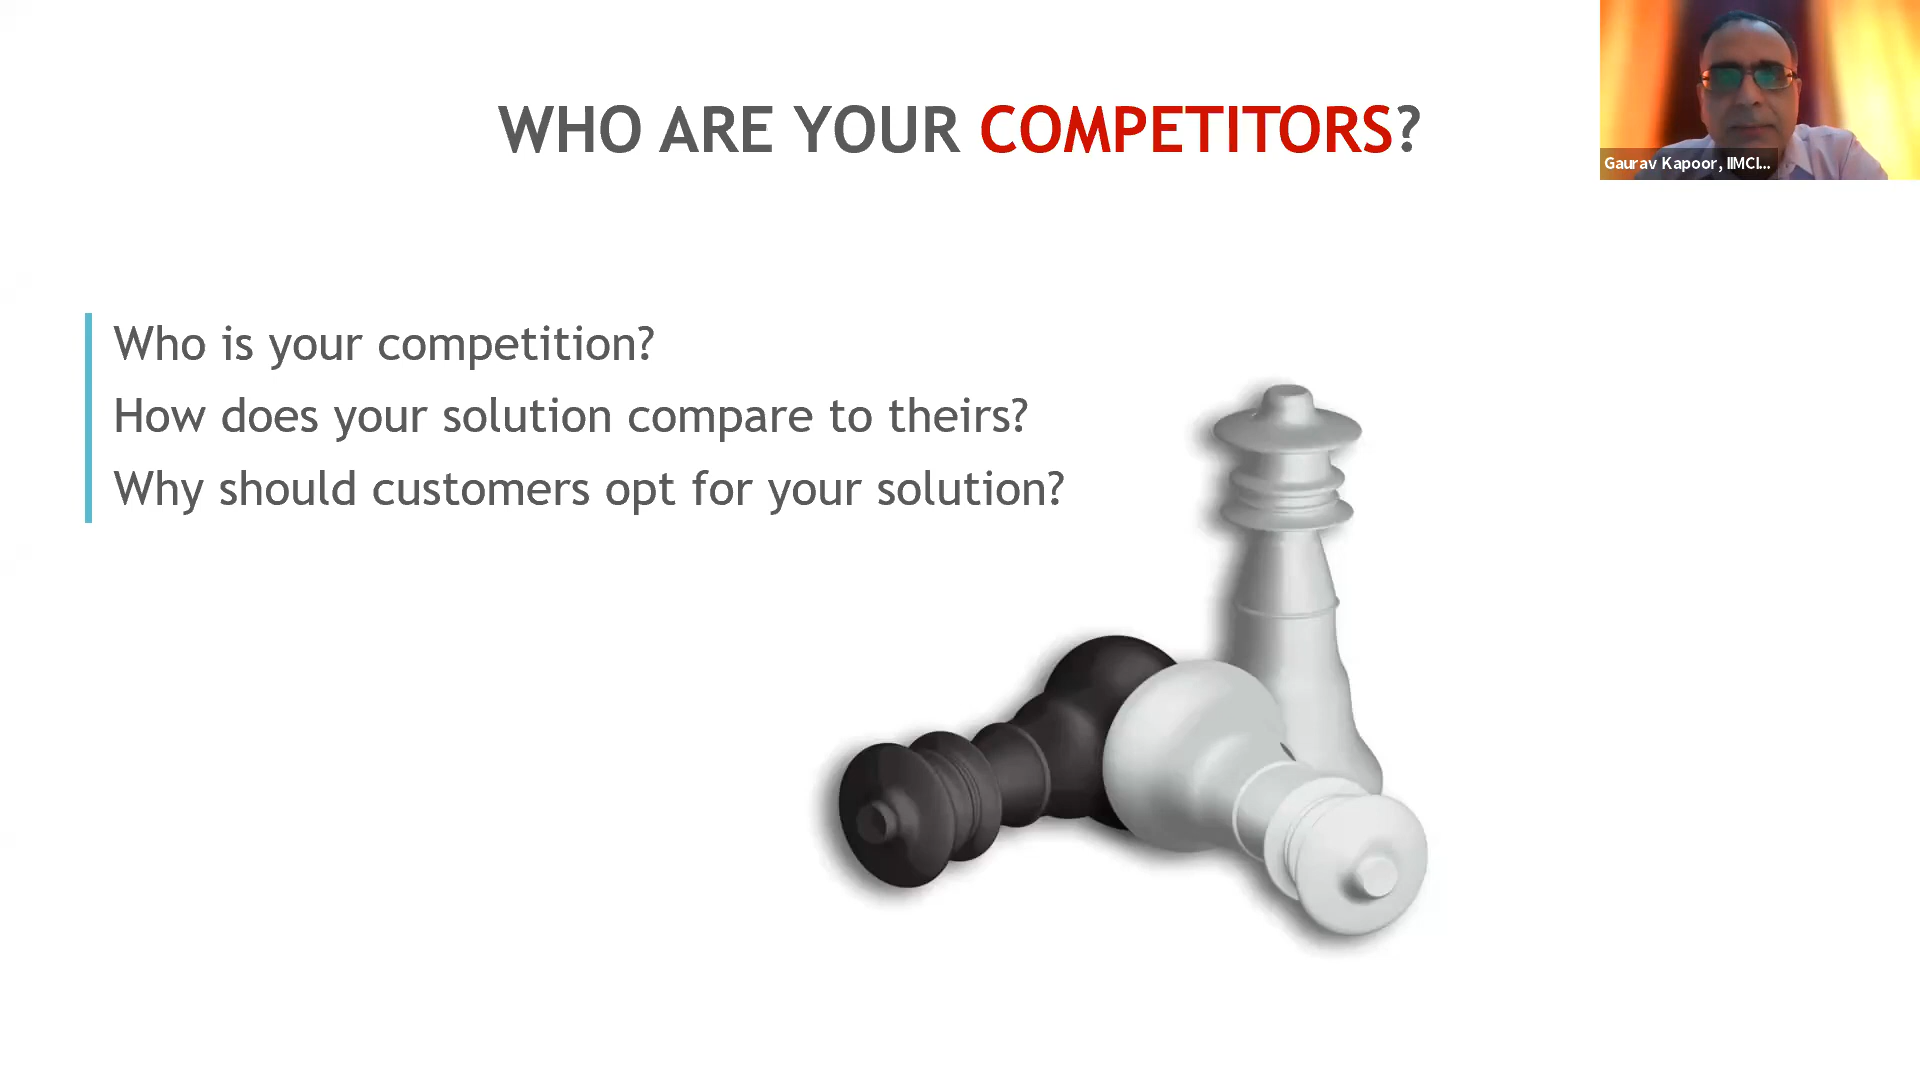 WHO ARE YOUR COMPETITORS?
Gaurav Kapoor, IIMCI...
Who is your competition?
How does your solution compare to theirs?
Why should customers opt for your solution?